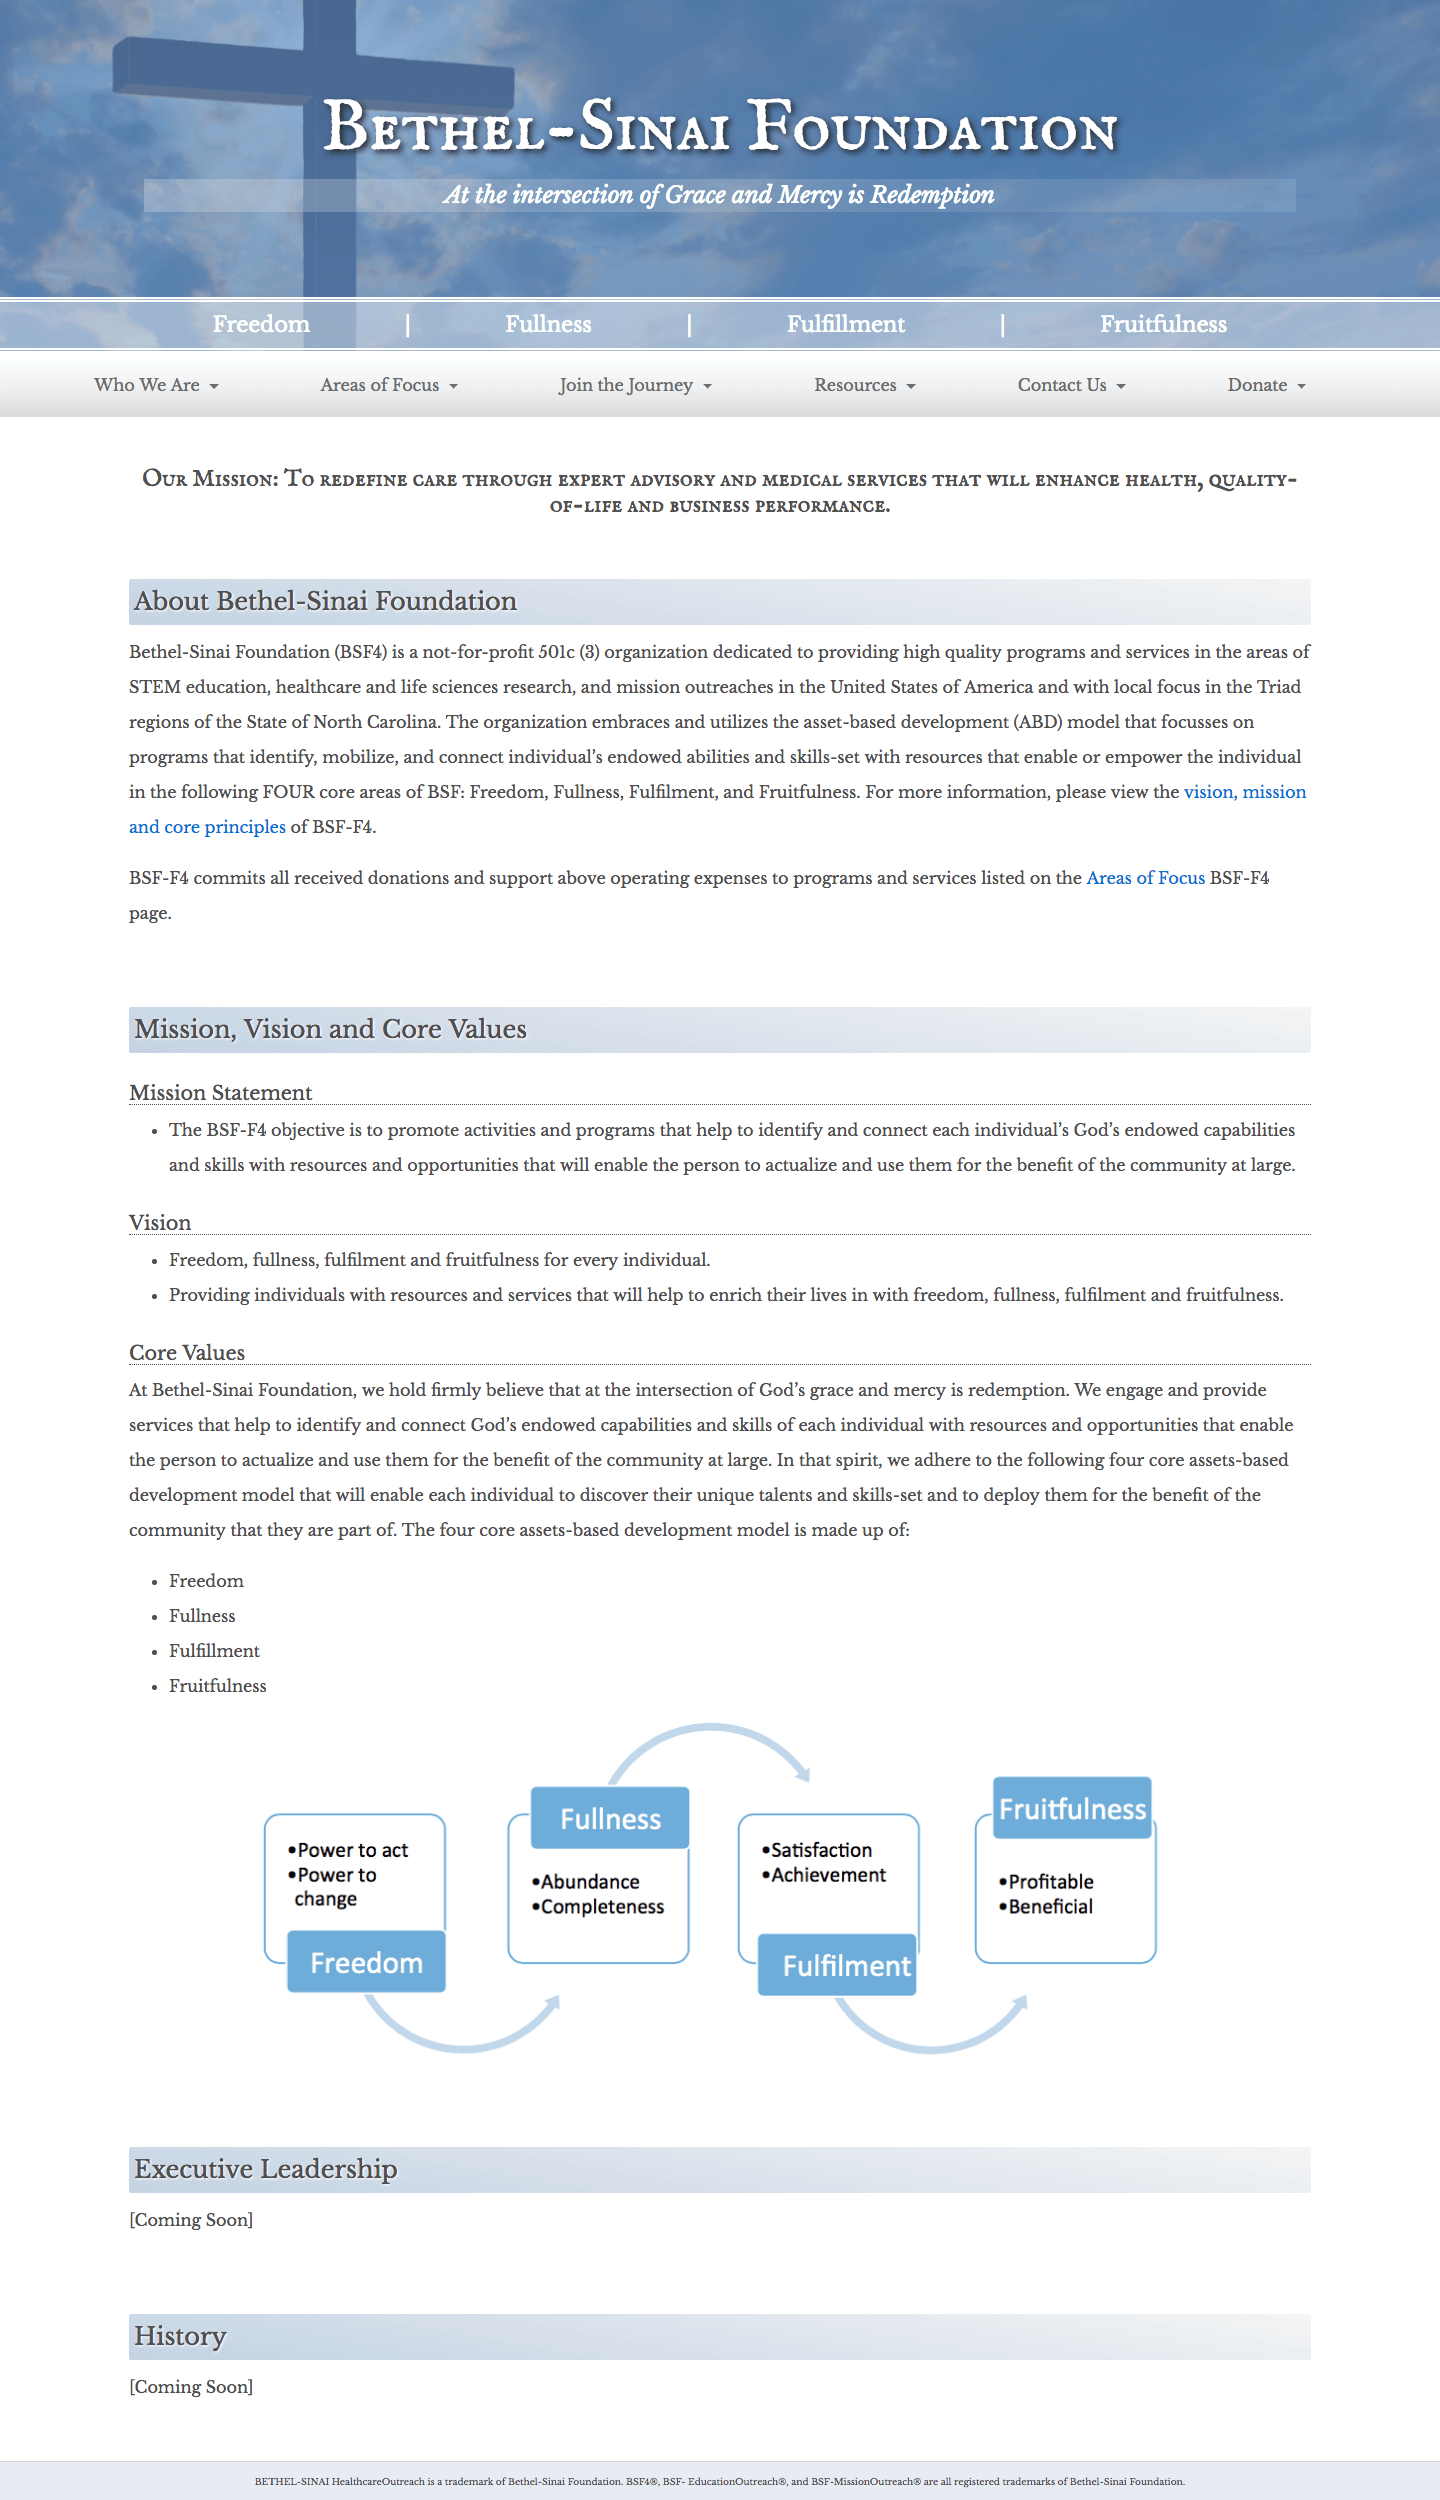 Bethel-Sinai Foundation
At the intersection of Grace and Mercy is Redemption
Freedom | Fullness | Fulfillment | Fruitfulness
Who We Are Areas of Focus Join the Journey Resources Contact Us Donate
Our Mission: To redefine care through expert advisory and medical services that will enhance health, quality-
of-life and business performance.
About Bethel-Sinai Foundation
Bethel-Sinai Foundation (BSF4) is a not-for-profit 501c (3) organization dedicated to providing high quality programs and services in the areas of
STEM education, healthcare and life sciences research, and mission outreaches in the United States of America and with local focus in the Triad
regions of the State of North Carolina. The organization embraces and utilizes the asset-based development (ABD) model that focusses on
programs that identify, mobilize, and connect individual’s endowed abilities and skills-set with resources that enable or empower the individual
in the following FOUR core areas of BSF: Freedom, Fullness, Fulfilment, and Fruitfulness. For more information, please view the vision, mission
and core principles of BSF-F4.
BSF-F4 commits all received donations and support above operating expenses to programs and services listed on the Areas of Focus BSF-F4
page.
Mission, Vision and Core Values
Mission Statement
• The BSF-F4 objective is to promote activities and programs that help to identify and connect each individual’s God’s endowed capabilities
and skills with resources and opportunities that will enable the person to actualize and use them for the benefit of the community at large.
Vision
• Freedom, fullness, fulfilment and fruitfulness for every individual.
• Providing individuals with resources and services that will help to enrich their lives in with freedom, fullness, fulfilment and fruitfulness.
Core Values
At Bethel-Sinai Foundation, we hold firmly believe that at the intersection of God’s grace and mercy is redemption. We engage and provide
services that help to identify and connect God’s endowed capabilities and skills of each individual with resources and opportunities that enable
the person to actualize and use them for the benefit of the community at large. In that spirit, we adhere to the following four core assets-based
development model that will enable each individual to discover their unique talents and skills-set and to deploy them for the benefit of the
community that they are part of. The four core assets-based development model is made up of:
• Freedom
• Fullness
• Fulfillment
• Fruitfulness
•Power to act
•Power to
change
Freedom
Fullness
•Abundance
•Completeness
•Satisfaction
•Achievement
Fulfilment
Fruitfulness
•Profitable
•Beneficial
Executive Leadership
[Coming Soon]
History
[Coming Soon]
BETHEL-SINAI HealthcareOutreach is a trademark of Bethel-Sinai Foundation. BSF4®, BSF- EducationOutreach®, and BSF-MissionOutreach® are all registered trademarks of Bethel-Sinai Foundation.